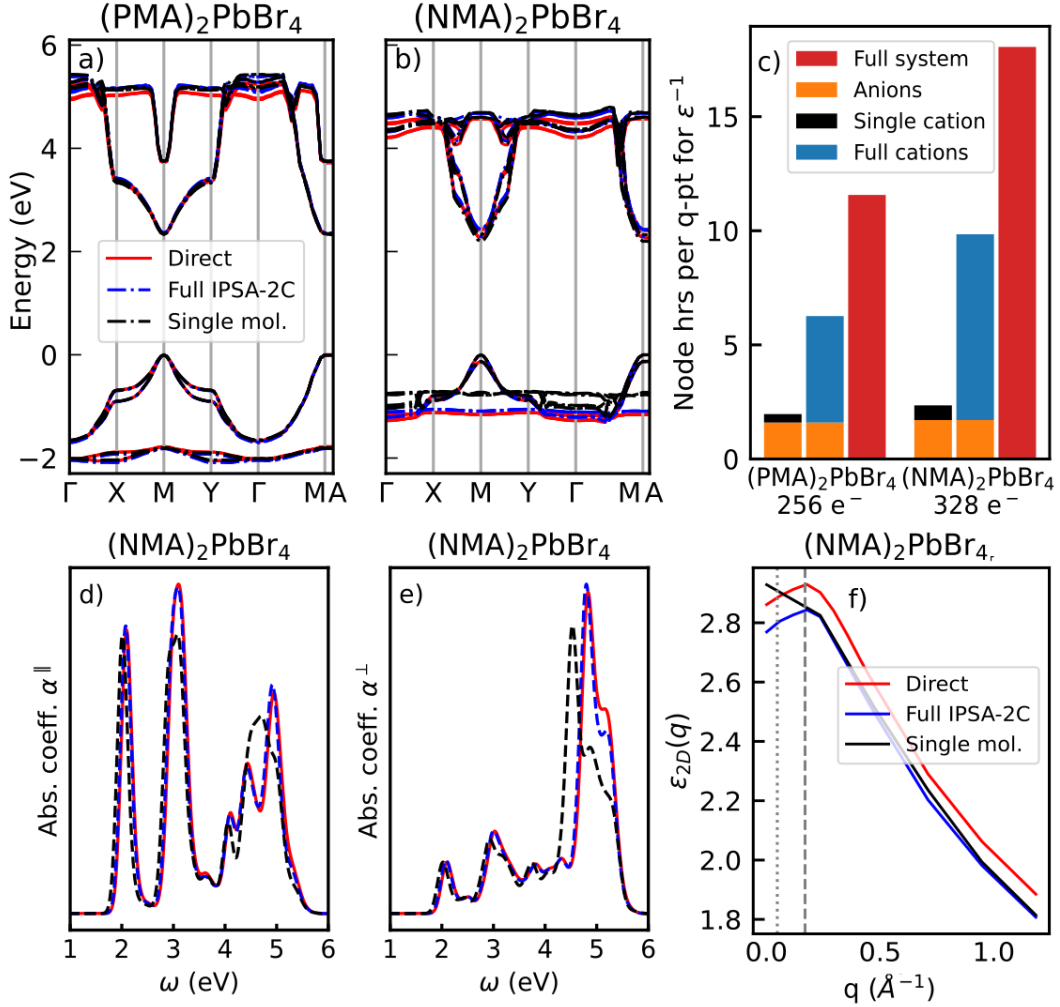 (PMA)₂PbBr₄
(NMA)₂PbBr₄
a)
b)
c)
Energy (eV)
6
4
2
0
−2
Direct
Full IPSA-2C
Single mol.
Γ X M Y Γ M A
Γ X M Y Γ M A
Node hrs per q-pt for ε⁻¹
15
10
5
0
Full system
Anions
Single cation
Full cations
(PMA)₂PbBr₄ (NMA)₂PbBr₄
256 e⁻ 328 e⁻
(NMA)₂PbBr₄
(NMA)₂PbBr₄
(NMA)₂PbBr₄
d)
e)
f)
Abs. coeff. α^∥
1 2 3 4 5 6
ω (eV)
Abs. coeff. α^⊥
1 2 3 4 5 6
ω (eV)
ε₂D(q)
2.8
2.6
2.4
2.2
2.0
1.8
Direct
Full IPSA-2C
Single mol.
0.0 0.5 1.0
q (Å⁻¹)